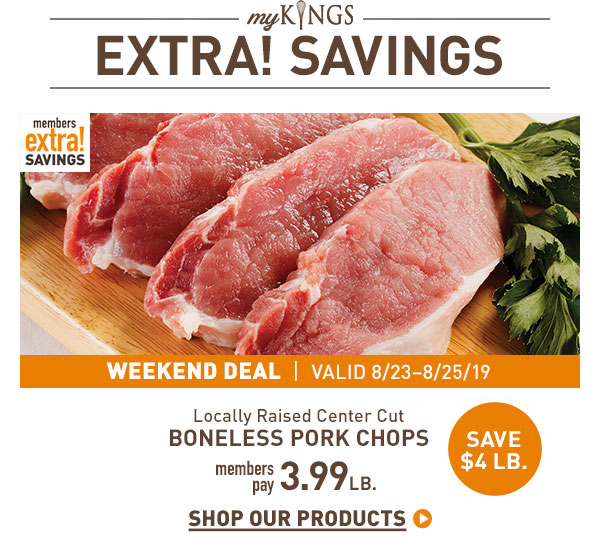 myKINGS
EXTRA! SAVINGS
members
extra!
SAVINGS
WEEKEND DEAL | VALID 8/23–8/25/19
Locally Raised Center Cut
BONELESS PORK CHOPS
members
pay 3.99LB.
SAVE
$4 LB.
SHOP OUR PRODUCTS